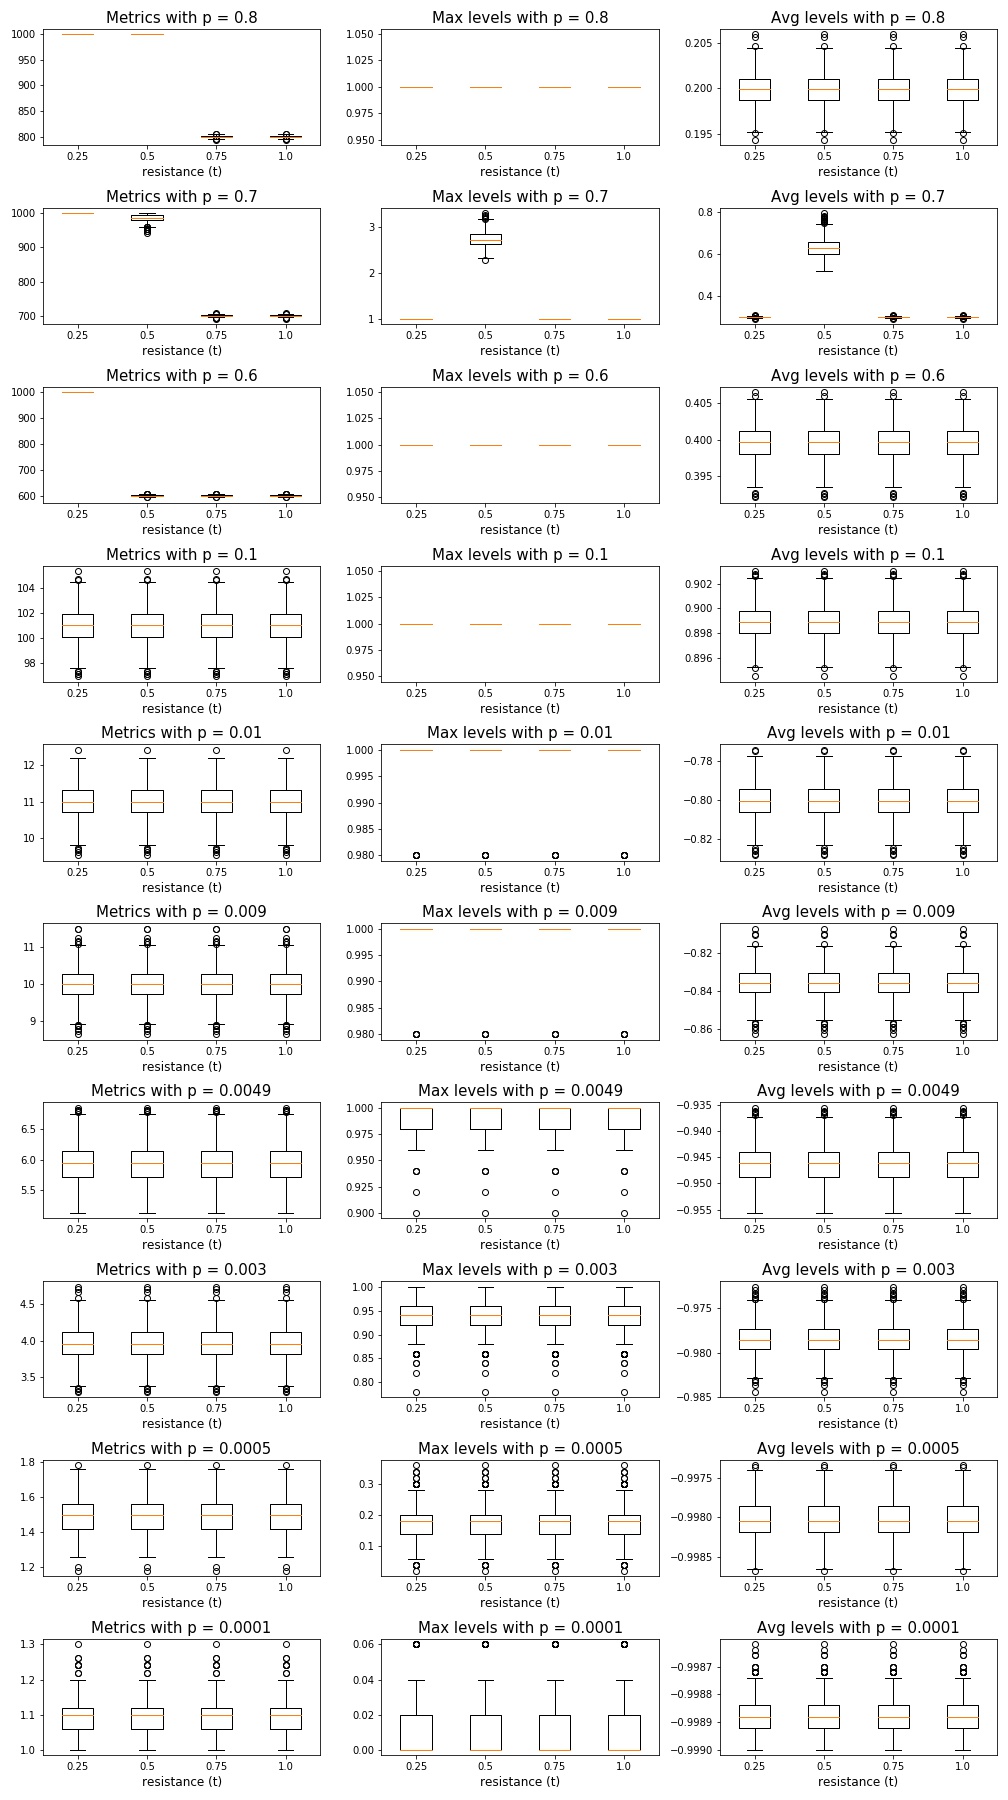 Metrics with p = 0.8
1000
950
900
850
800
0.25 0.5 0.75 1.0
resistance (t)
Max levels with p = 0.8
1.050
1.025
1.000
0.975
0.950
0.25 0.5 0.75 1.0
resistance (t)
Avg levels with p = 0.8
0.205
0.200
0.195
0.25 0.5 0.75 1.0
resistance (t)
Metrics with p = 0.7
1000
900
800
700
0.25 0.5 0.75 1.0
resistance (t)
Max levels with p = 0.7
3
2
1
0.25 0.5 0.75 1.0
resistance (t)
Avg levels with p = 0.7
0.8
0.6
0.4
0.25 0.5 0.75 1.0
resistance (t)
Metrics with p = 0.6
1000
900
800
700
600
0.25 0.5 0.75 1.0
resistance (t)
Max levels with p = 0.6
1.050
1.025
1.000
0.975
0.950
0.25 0.5 0.75 1.0
resistance (t)
Avg levels with p = 0.6
0.405
0.400
0.395
0.25 0.5 0.75 1.0
resistance (t)
Metrics with p = 0.1
104
102
100
98
0.25 0.5 0.75 1.0
resistance (t)
Max levels with p = 0.1
1.050
1.025
1.000
0.975
0.950
0.25 0.5 0.75 1.0
resistance (t)
Avg levels with p = 0.1
0.902
0.900
0.898
0.896
0.25 0.5 0.75 1.0
resistance (t)
Metrics with p = 0.01
12
11
10
0.25 0.5 0.75 1.0
resistance (t)
Max levels with p = 0.01
1.000
0.995
0.990
0.985
0.980
0.25 0.5 0.75 1.0
resistance (t)
Avg levels with p = 0.01
−0.78
−0.80
−0.82
0.25 0.5 0.75 1.0
resistance (t)
Metrics with p = 0.009
11
10
9
0.25 0.5 0.75 1.0
resistance (t)
Max levels with p = 0.009
1.000
0.995
0.990
0.985
0.980
0.25 0.5 0.75 1.0
resistance (t)
Avg levels with p = 0.009
−0.82
−0.84
−0.86
0.25 0.5 0.75 1.0
resistance (t)
Metrics with p = 0.0049
6.5
6.0
5.5
0.25 0.5 0.75 1.0
resistance (t)
Max levels with p = 0.0049
1.000
0.975
0.950
0.925
0.900
0.25 0.5 0.75 1.0
resistance (t)
Avg levels with p = 0.0049
−0.935
−0.940
−0.945
−0.950
−0.955
0.25 0.5 0.75 1.0
resistance (t)
Metrics with p = 0.003
4.5
4.0
3.5
0.25 0.5 0.75 1.0
resistance (t)
Max levels with p = 0.003
1.00
0.95
0.90
0.85
0.80
0.25 0.5 0.75 1.0
resistance (t)
Avg levels with p = 0.003
−0.975
−0.980
−0.985
0.25 0.5 0.75 1.0
resistance (t)
Metrics with p = 0.0005
1.8
1.6
1.4
1.2
0.25 0.5 0.75 1.0
resistance (t)
Max levels with p = 0.0005
0.3
0.2
0.1
0.25 0.5 0.75 1.0
resistance (t)
Avg levels with p = 0.0005
−0.9975
−0.9980
−0.9985
0.25 0.5 0.75 1.0
resistance (t)
Metrics with p = 0.0001
1.3
1.2
1.1
1.0
0.25 0.5 0.75 1.0
resistance (t)
Max levels with p = 0.0001
0.06
0.04
0.02
0.00
0.25 0.5 0.75 1.0
resistance (t)
Avg levels with p = 0.0001
−0.9987
−0.9988
−0.9989
−0.9990
0.25 0.5 0.75 1.0
resistance (t)